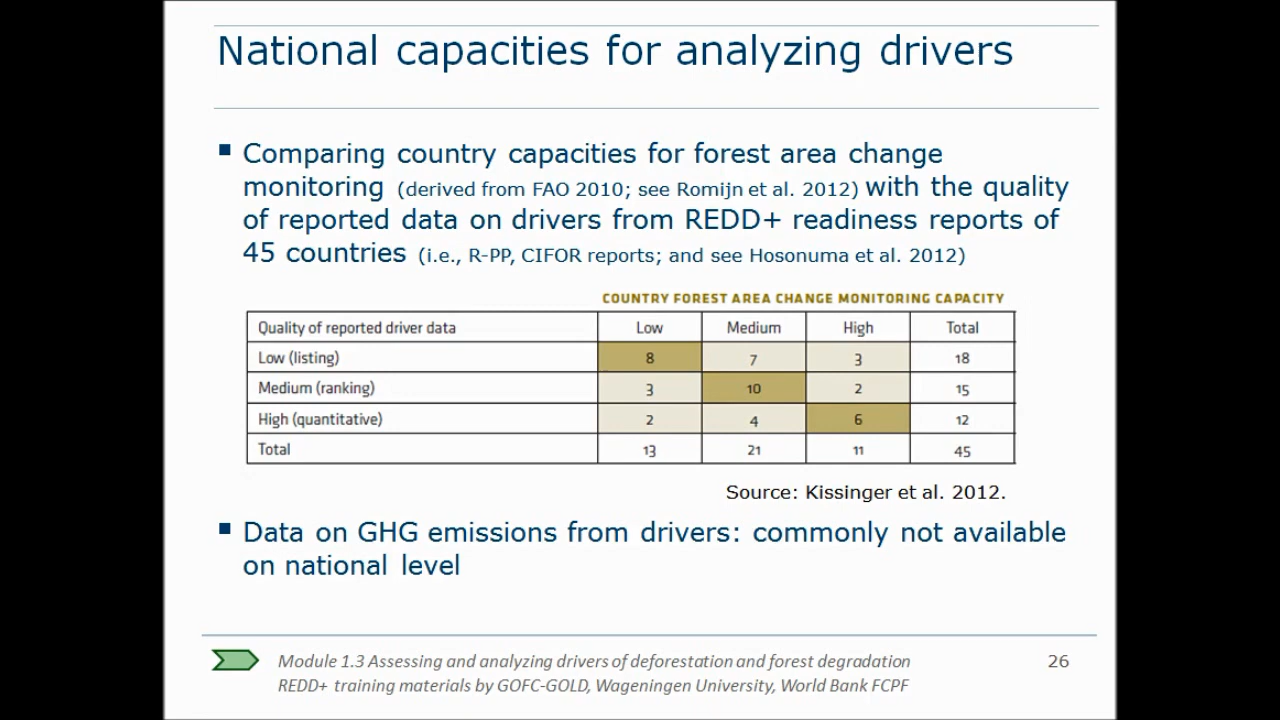 National capacities for analyzing drivers
Comparing country capacities for forest area change
monitoring (derived from FAO 2010; see Romijn et al. 2012) with the quality
of reported data on drivers from REDD+ readiness reports of
45 countries (i.e., R-PP, CIFOR reports; and see Hosonuma et al. 2012)
COUNTRY FOREST AREA CHANGE MONITORING CAPACITY
Quality of reported driver data Low Medium High Total
Low (listing) 8 7 3 18
Medium (ranking) 3 10 2 15
High (quantitative) 2 4 6 12
Total 13 21 11 45
Source: Kissinger et al. 2012.
Data on GHG emissions from drivers: commonly not available
on national level
Module 1.3 Assessing and analyzing drivers of deforestation and forest degradation 26
REDD+ training materials by GOFC-GOLD, Wageningen University, World Bank FCPF